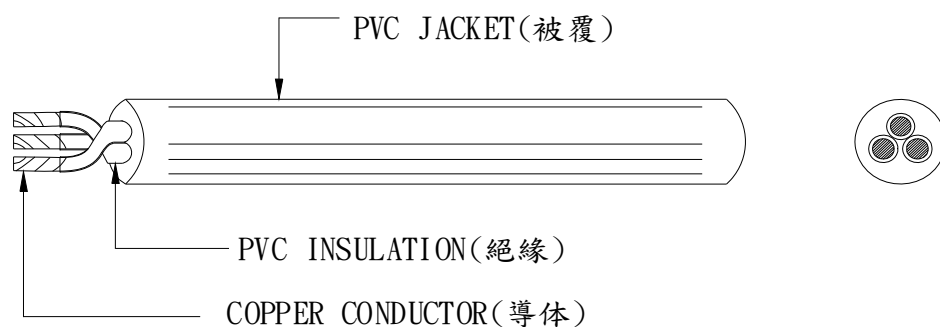 PVC JACKET(被覆)
PVC INSULATION(絕緣)
COPPER CONDUCTOR(導体)